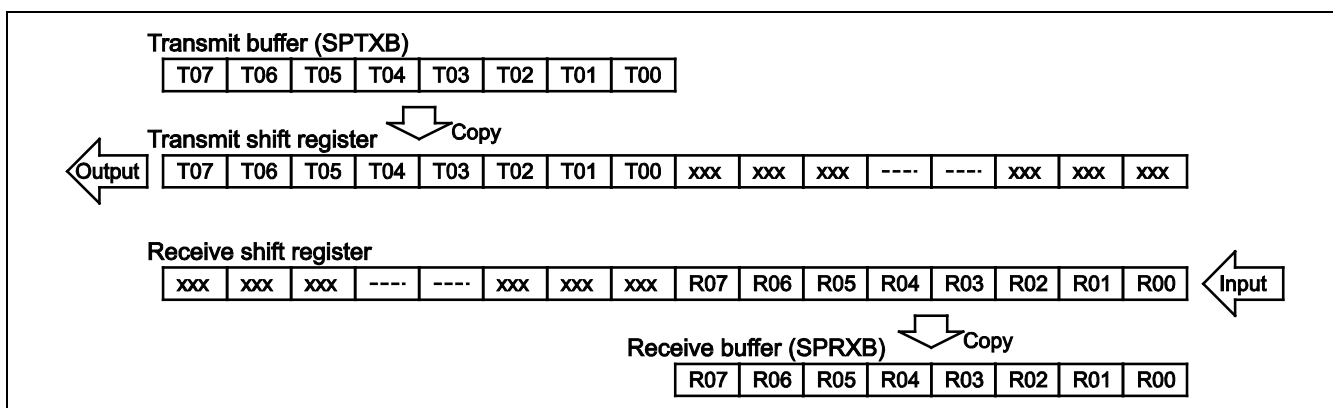 Transmit buffer (SPTXB)
T07 T06 T05 T04 T03 T02 T01 T00
Copy
Transmit shift register
Output T07 T06 T05 T04 T03 T02 T01 T00 xxx xxx xxx ---- ---- xxx xxx xxx
Receive shift register
xxx xxx xxx ---- ---- xxx xxx xxx R07 R06 R05 R04 R03 R02 R01 R00 Input
Copy
Receive buffer (SPRXB)
R07 R06 R05 R04 R03 R02 R01 R00